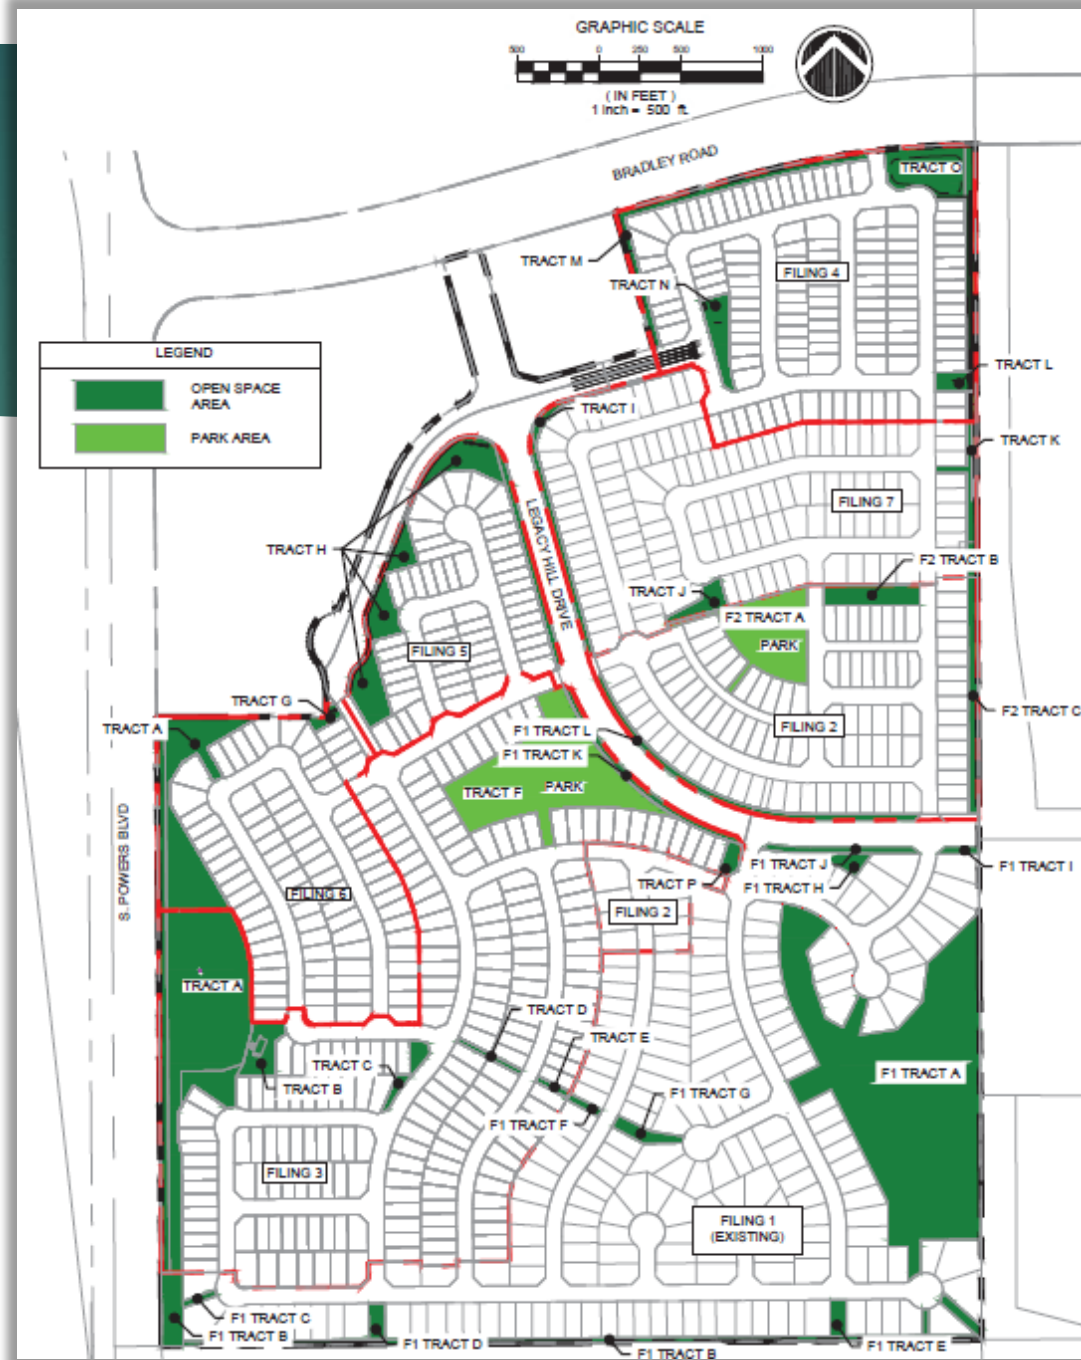 GRAPHIC SCALE
500 0 250 500 1000
( IN FEET )
1 inch = 500 ft.
BRADLEY ROAD
TRACT O
TRACT M
FILING 4
TRACT N
LEGEND
OPEN SPACE
AREA
PARK AREA
TRACT L
TRACT I
TRACT K
LEGACY HILL DRIVE
FILING 7
TRACT H
F2 TRACT B
TRACT J
F2 TRACT A
PARK
FILING 5
TRACT G
F2 TRACT C
TRACT A
FILING 2
F1 TRACT L
F1 TRACT K
TRACT F
PARK
S. POWERS BLVD
F1 TRACT J
F1 TRACT I
F1 TRACT H
TRACT P
FILING 6
FILING 2
TRACT A
TRACT D
TRACT E
TRACT C
F1 TRACT A
TRACT B
F1 TRACT G
F1 TRACT F
FILING 3
FILING 1
(EXISTING)
F1 TRACT C
F1 TRACT B
F1 TRACT D
F1 TRACT B
F1 TRACT E